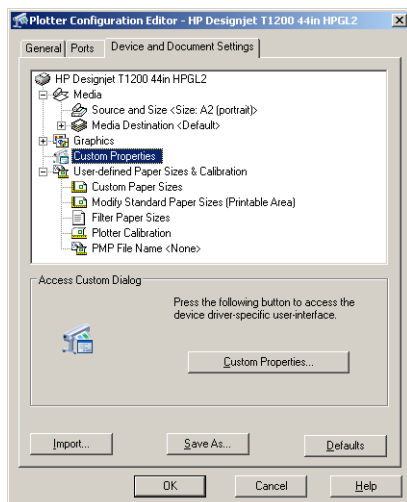 Plotter Configuration Editor - HP Designjet T1200 44in HPGL2
General Ports Device and Document Settings
HP Designjet T1200 44in HPGL2
Media
Source and Size <Size: A2 (portrait)>
Media Destination <Default>
Graphics
Custom Properties
User-defined Paper Sizes & Calibration
Custom Paper Sizes
Modify Standard Paper Sizes (Printable Area)
Filter Paper Sizes
Plotter Calibration
PMP File Name <None>
Access Custom Dialog
Press the following button to access the
device driver-specific user-interface.
Custom Properties...
Import... Save As... Defaults
OK Cancel Help